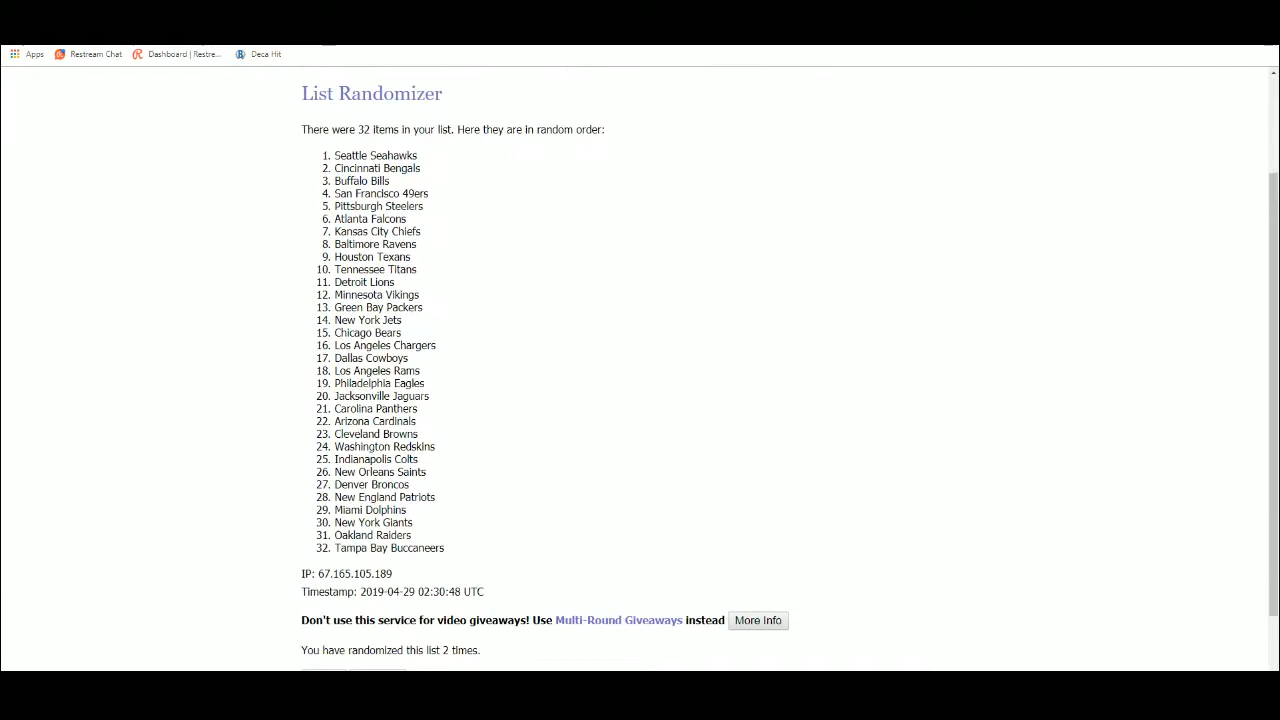 Apps Restream Chat Dashboard | Restre... Deca Hit
List Randomizer
There were 32 items in your list. Here they are in random order:
1. Seattle Seahawks
2. Cincinnati Bengals
3. Buffalo Bills
4. San Francisco 49ers
5. Pittsburgh Steelers
6. Atlanta Falcons
7. Kansas City Chiefs
8. Baltimore Ravens
9. Houston Texans
10. Tennessee Titans
11. Detroit Lions
12. Minnesota Vikings
13. Green Bay Packers
14. New York Jets
15. Chicago Bears
16. Los Angeles Chargers
17. Dallas Cowboys
18. Los Angeles Rams
19. Philadelphia Eagles
20. Jacksonville Jaguars
21. Carolina Panthers
22. Arizona Cardinals
23. Cleveland Browns
24. Washington Redskins
25. Indianapolis Colts
26. New Orleans Saints
27. Denver Broncos
28. New England Patriots
29. Miami Dolphins
30. New York Giants
31. Oakland Raiders
32. Tampa Bay Buccaneers
IP: 67.165.105.189
Timestamp: 2019-04-29 02:30:48 UTC
Don't use this service for video giveaways! Use Multi-Round Giveaways instead More Info
You have randomized this list 2 times.